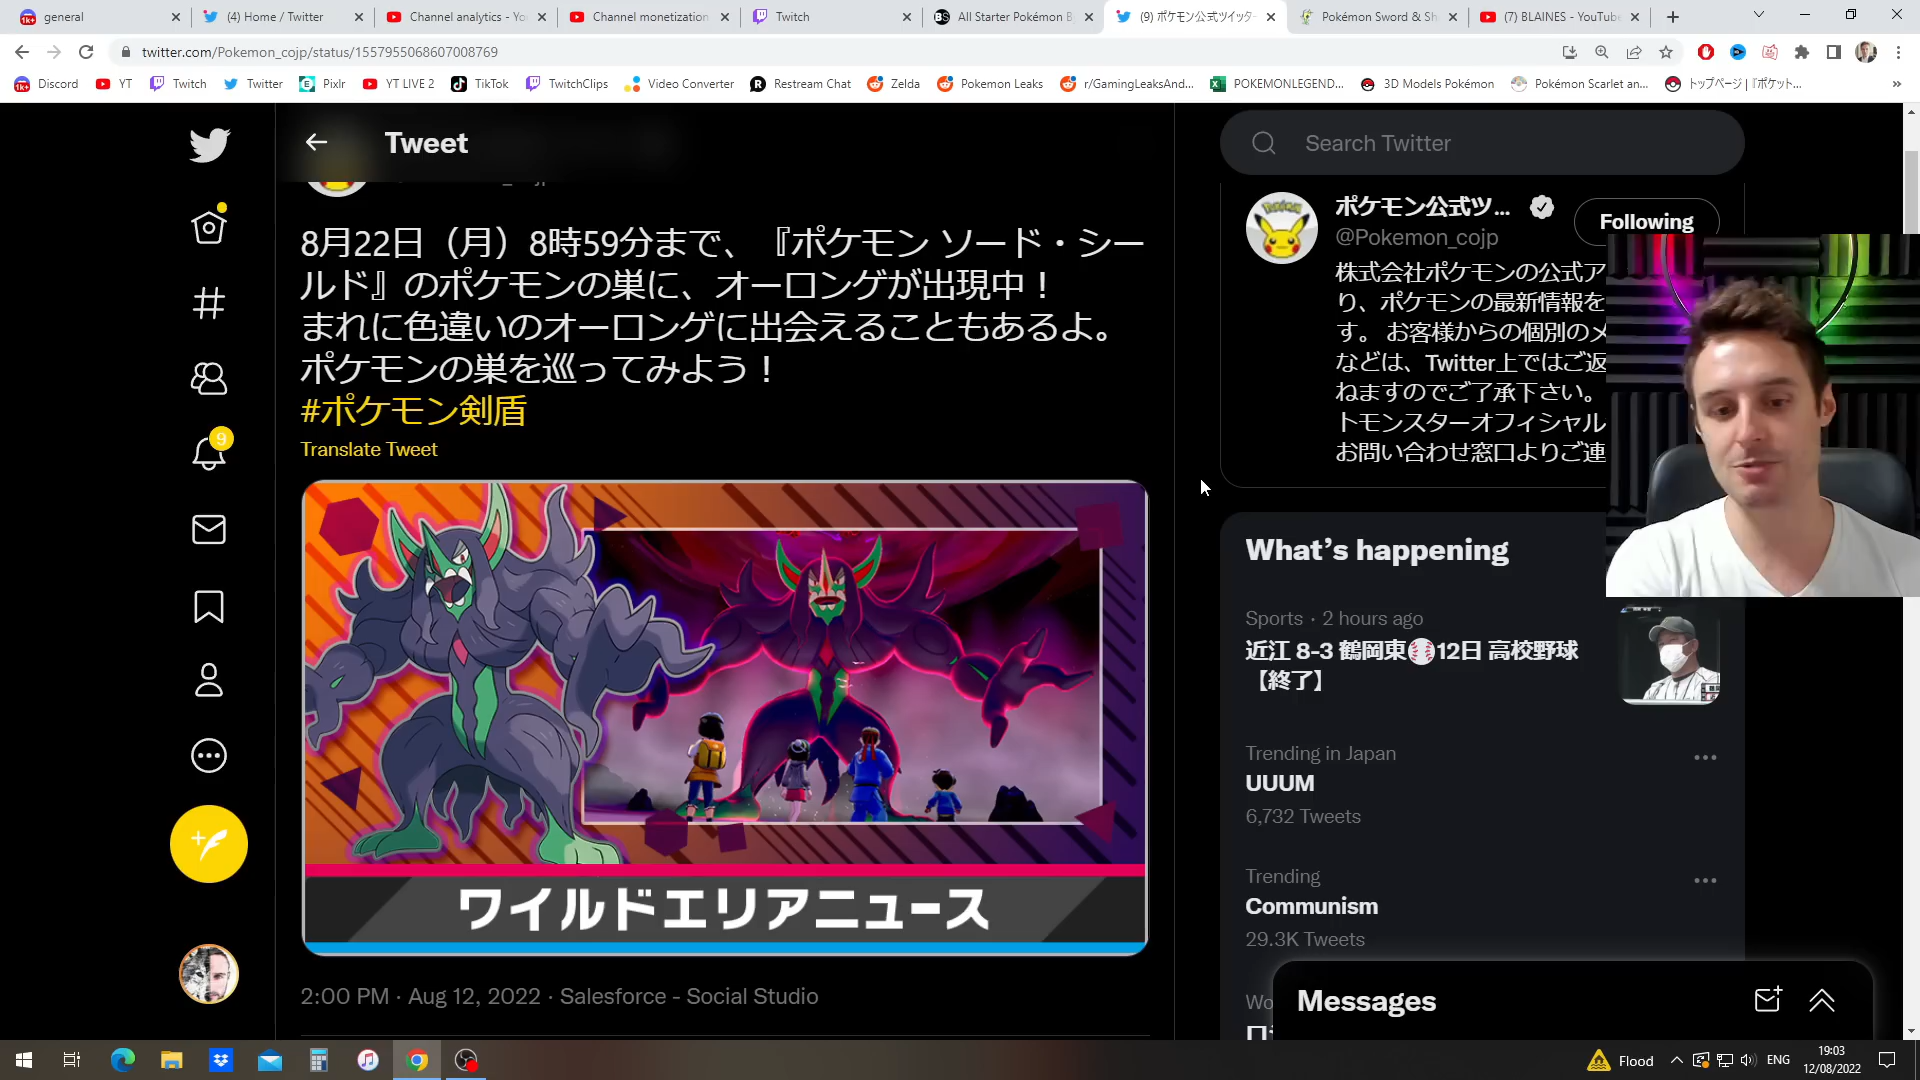 general
(4) Home / Twitter
Channel analytics - Yo
Channel monetization
Twitch
All Starter Pokémon B
(9) ポケモン公式ツイッタ
Pokémon Sword & Sh
(7) BLAINES - YouTube
twitter.com/Pokemon_cojp/status/1557955068607008769
Discord
YT
Twitch
Twitter
Pixlr
YT LIVE 2
TikTok
TwitchClips
Video Converter
Restream Chat
Zelda
Pokemon Leaks
r/GamingLeaksAnd...
POKEMONLEGEND...
3D Models Pokémon
Pokémon Scarlet an...
トップページ｜『ポケット...
Tweet
8月22日（月）8時59分まで、『ポケモン ソード・シー
ルド』のポケモンの巣に、オーロンゲが出現中！
まれに色違いのオーロンゲに出会えることもあるよ。
ポケモンの巣を巡ってみよう！
#ポケモン剣盾
Translate Tweet
ワイルドエリアニュース
2:00 PM · Aug 12, 2022 · Salesforce - Social Studio
9
Search Twitter
ポケモン公式ツ...
@Pokemon_cojp
Following
株式会社ポケモンの公式ア
り、ポケモンの最新情報を
す。 お客様からの個別のメ
などは、Twitter上ではご返
ねますのでご了承下さい。
トモンスターオフィシャル
お問い合わせ窓口よりご連
What's happening
Sports · 2 hours ago
近江 8-3 鶴岡東⚾12日 高校野球
【終了】
Trending in Japan
UUUM
6,732 Tweets
Trending
Communism
29.3K Tweets
Wo
Messages
Flood
ENG
19:03
12/08/2022